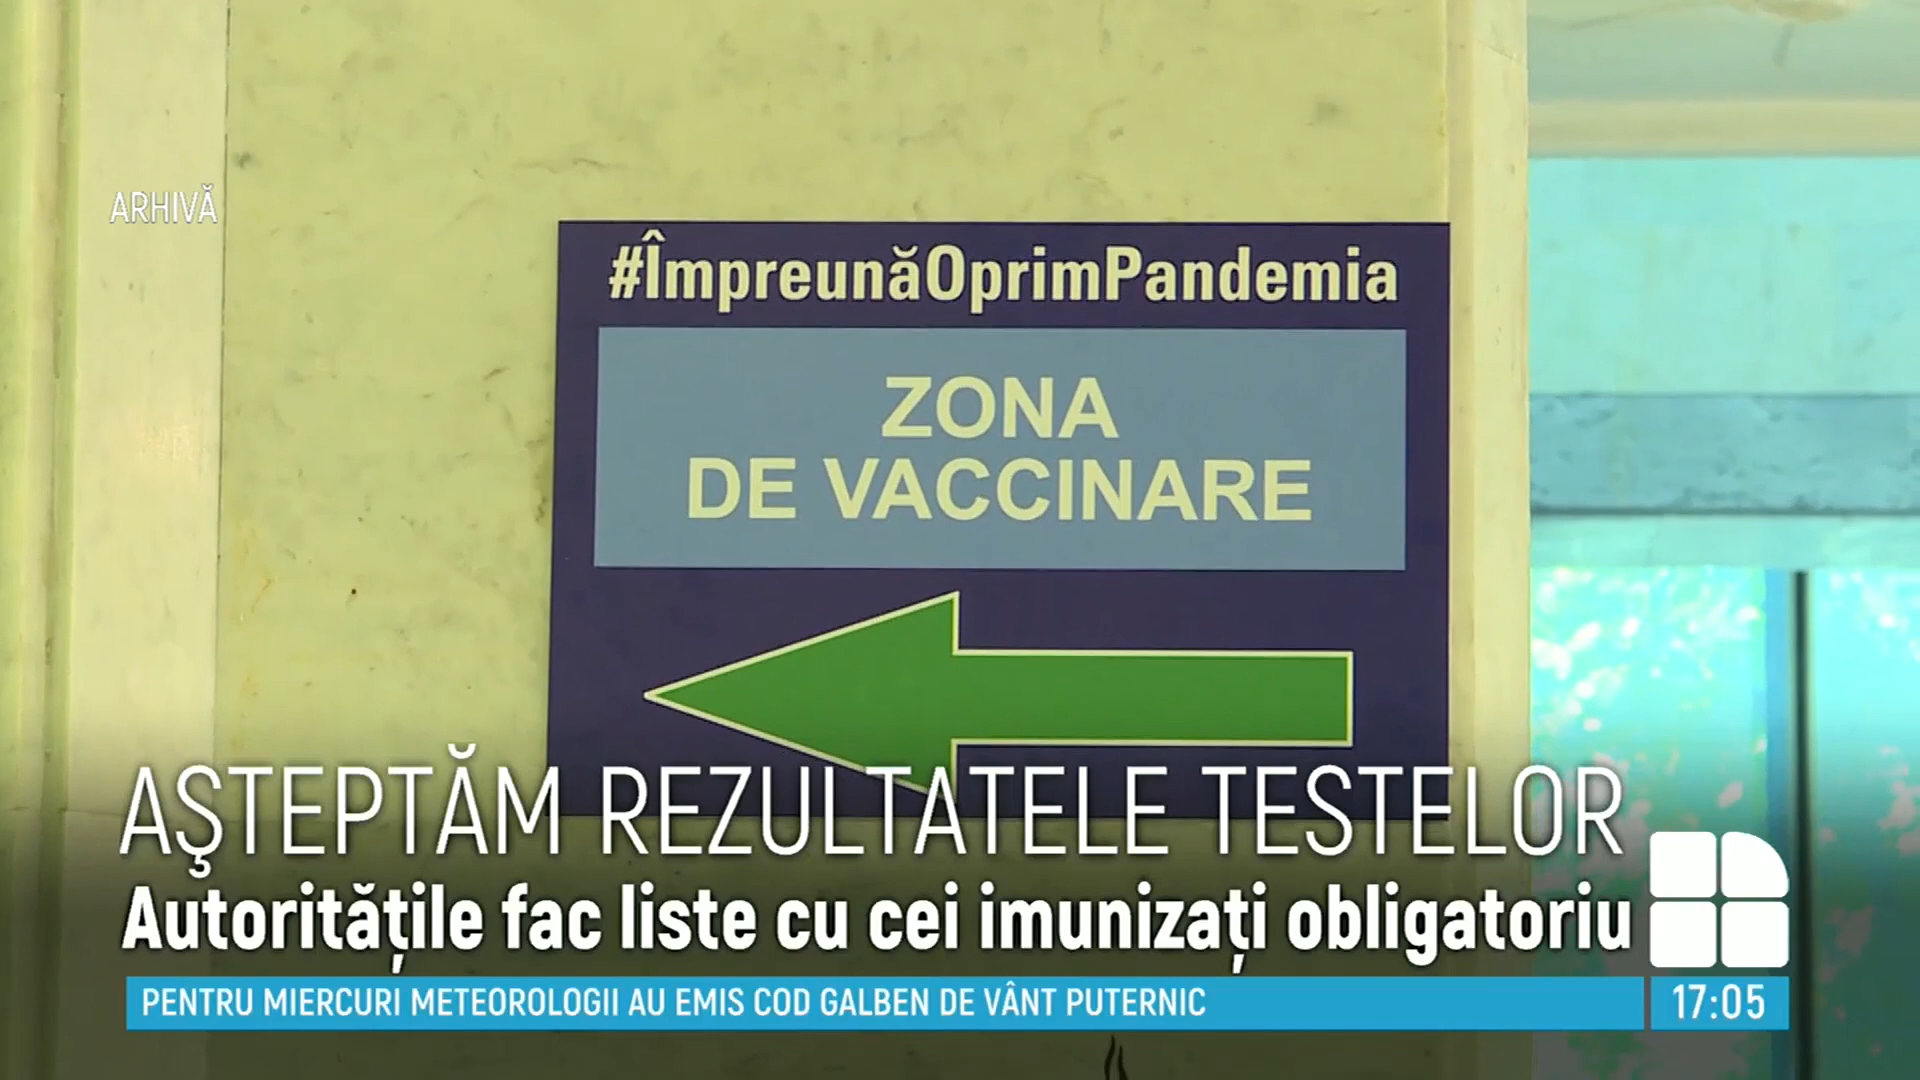 ARHIVĂ
#ÎmpreunăOprimPandemia
ZONA
DE VACCINARE
AŞTEPTĂM REZULTATELE TESTELOR
Autoritățile fac liste cu cei imunizați obligatoriu
PENTRU MIERCURI METEOROLOGII AU EMIS COD GALBEN DE VÂNT PUTERNIC
17:05